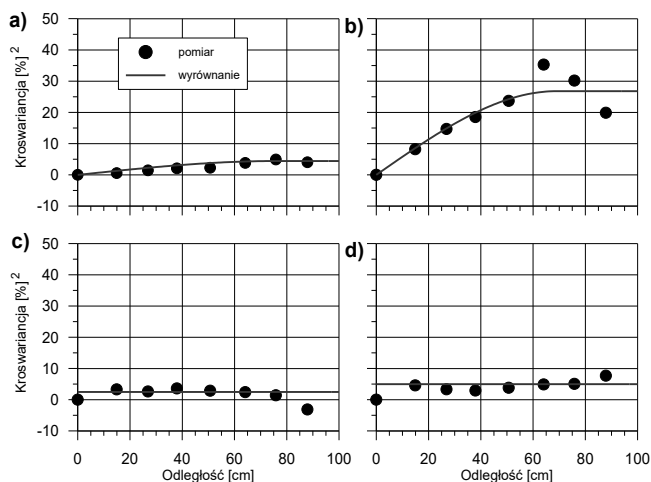 a)
b)
50
40
30
20
10
0
-10
Kroswariancja [%]²
pomiar
wyrównanie
c)
d)
50
40
30
20
10
0
-10
Kroswariancja [%]²
0 20 40 60 80 100
0 20 40 60 80 100
Odległość [cm]
Odległość [cm]